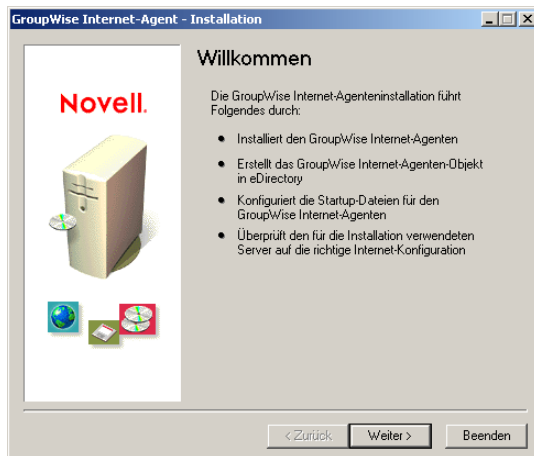 GroupWise Internet-Agent - Installation
Novell.
Willkommen
Die GroupWise Internet-Agenteninstallation führt
Folgendes durch:
• Installiert den GroupWise Internet-Agenten
• Erstellt das GroupWise Internet-Agenten-Objekt
in eDirectory
• Konfiguriert die Startup-Dateien für den
GroupWise Internet-Agenten
• Überprüft den für die Installation verwendeten
Server auf die richtige Internet-Konfiguration
< Zurück
Weiter >
Beenden